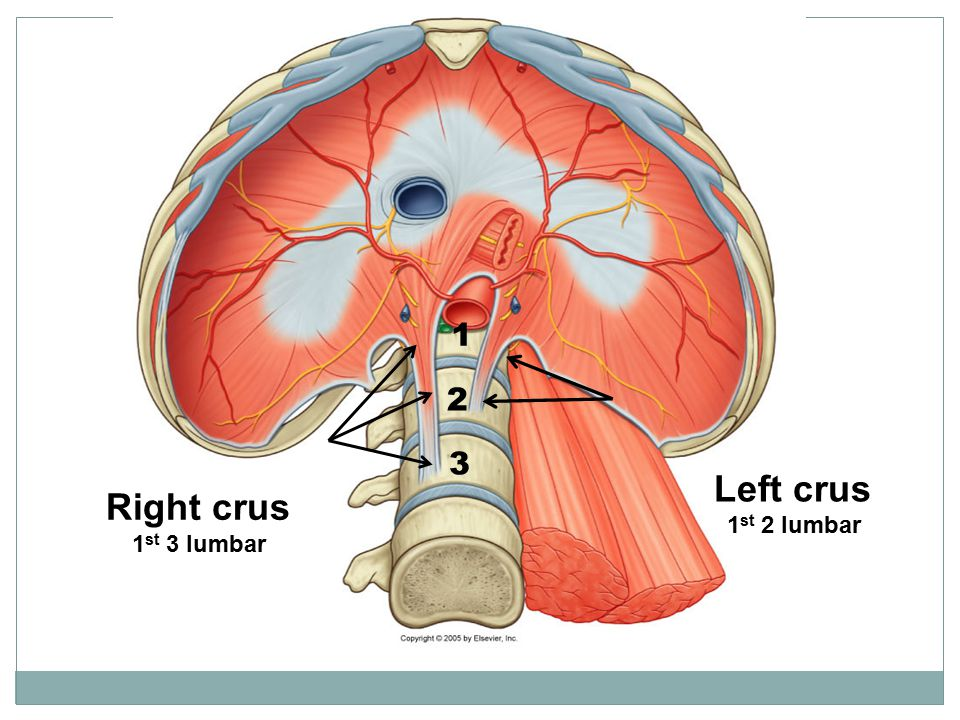 1
2
3
Right crus
1st 3 lumbar
Left crus
1st 2 lumbar
Copyright © 2005 by Elsevier, Inc.